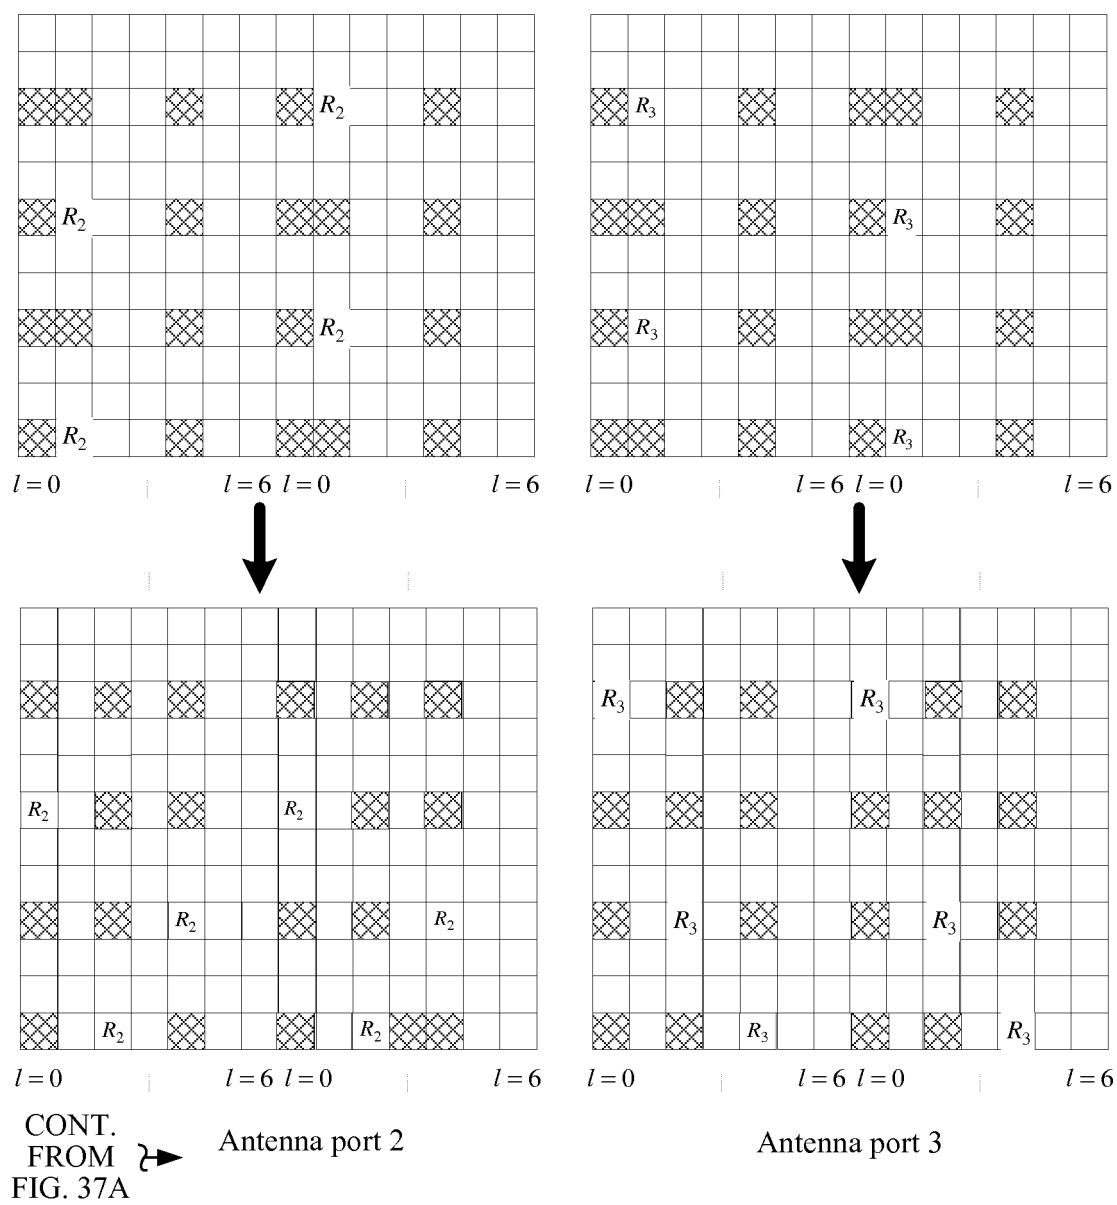 R₂ R₃
R₂ R₃
R₂ R₃
R₂ R₃
l = 0 l = 6 l = 0 l = 6 l = 0 l = 6 l = 0 l = 6
R₃ R₃
R₂ R₂
R₂ R₂ R₃ R₃
R₂ R₂ R₃ R₃
l = 0 l = 6 l = 0 l = 6 l = 0 l = 6 l = 0 l = 6
CONT.
FROM
FIG. 37A
Antenna port 2
Antenna port 3